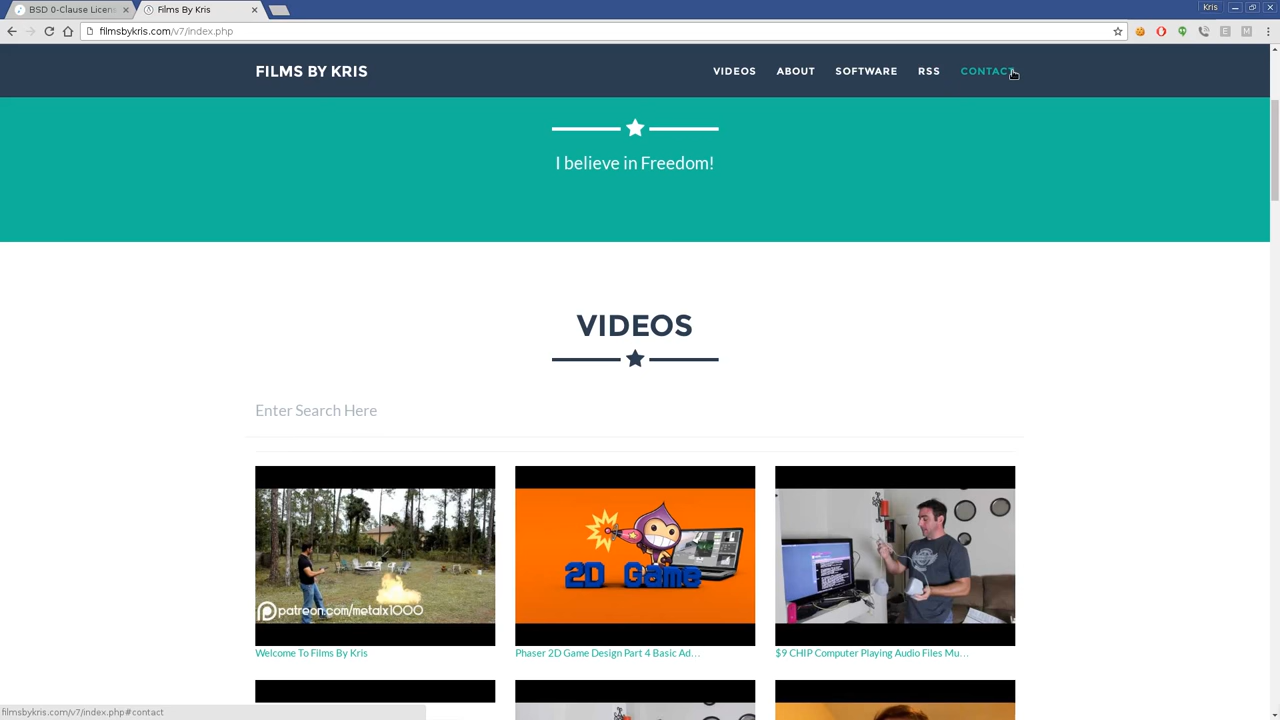 BSD 0-Clause Licens
Films By Kris
Kris
filmsbykris.com/v7/index.php
FILMS BY KRIS
VIDEOS
ABOUT
SOFTWARE
RSS
CONTACT
I believe in Freedom!
VIDEOS
Enter Search Here
patreon.com/metalx1000
2D Game
Welcome To Films By Kris
Phaser 2D Game Design Part 4 Basic Ad...
$9 CHIP Computer Playing Audio Files Mu...
filmsbykris.com/v7/index.php#contact